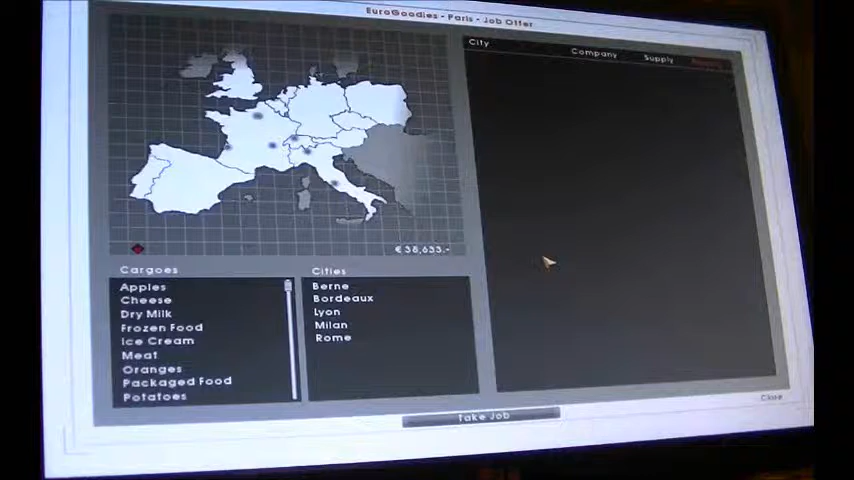 EuroGoodies - Paris - Job Offer
City Company Supply
€ 38,633.-
Cargoes
Apples
Cheese
Dry Milk
Frozen Food
Ice Cream
Meat
Oranges
Packaged Food
Potatoes
Cities
Berne
Bordeaux
Lyon
Milan
Rome
Take Job
Close